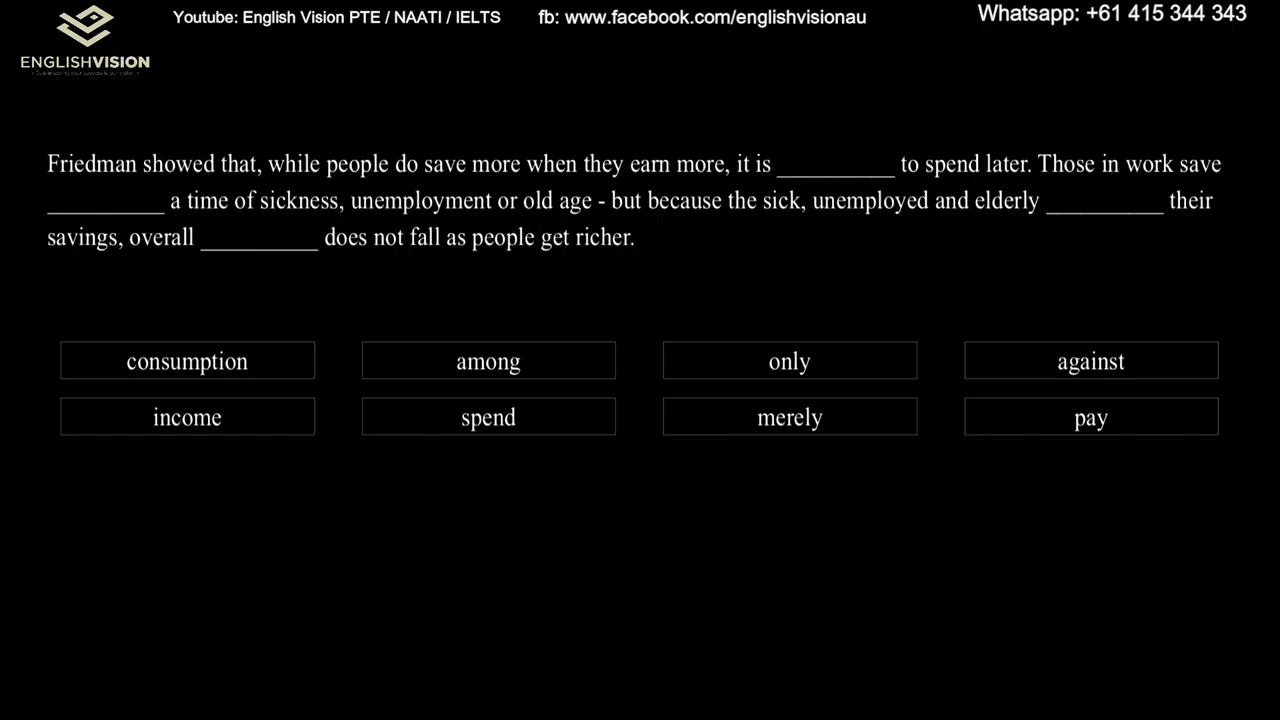 Youtube: English Vision PTE / NAATI / IELTS fb: www.facebook.com/englishvisionau Whatsapp: +61 415 344 343
ENGLISHVISION
Friedman showed that, while people do save more when they earn more, it is __________ to spend later. Those in work save
__________ a time of sickness, unemployment or old age - but because the sick, unemployed and elderly __________ their
savings, overall __________ does not fall as people get richer.
consumption among only against
income spend merely pay